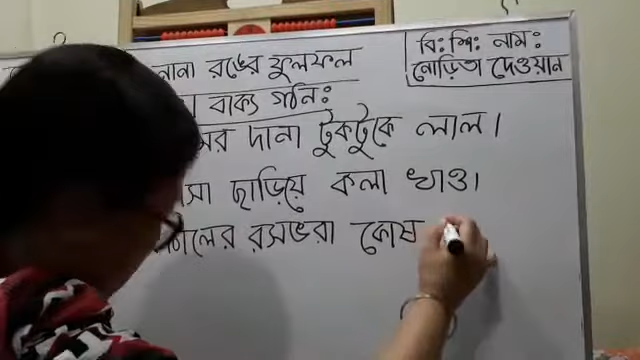 নানা রঙের ফুলফল
বি: শি: নাম:
নোড়িতা দেওয়ান
বাক্য গঠন:
দানা টুকটুকে লাল।
ছাড়িয়ে কলা খাও।
রসভরা কোষ